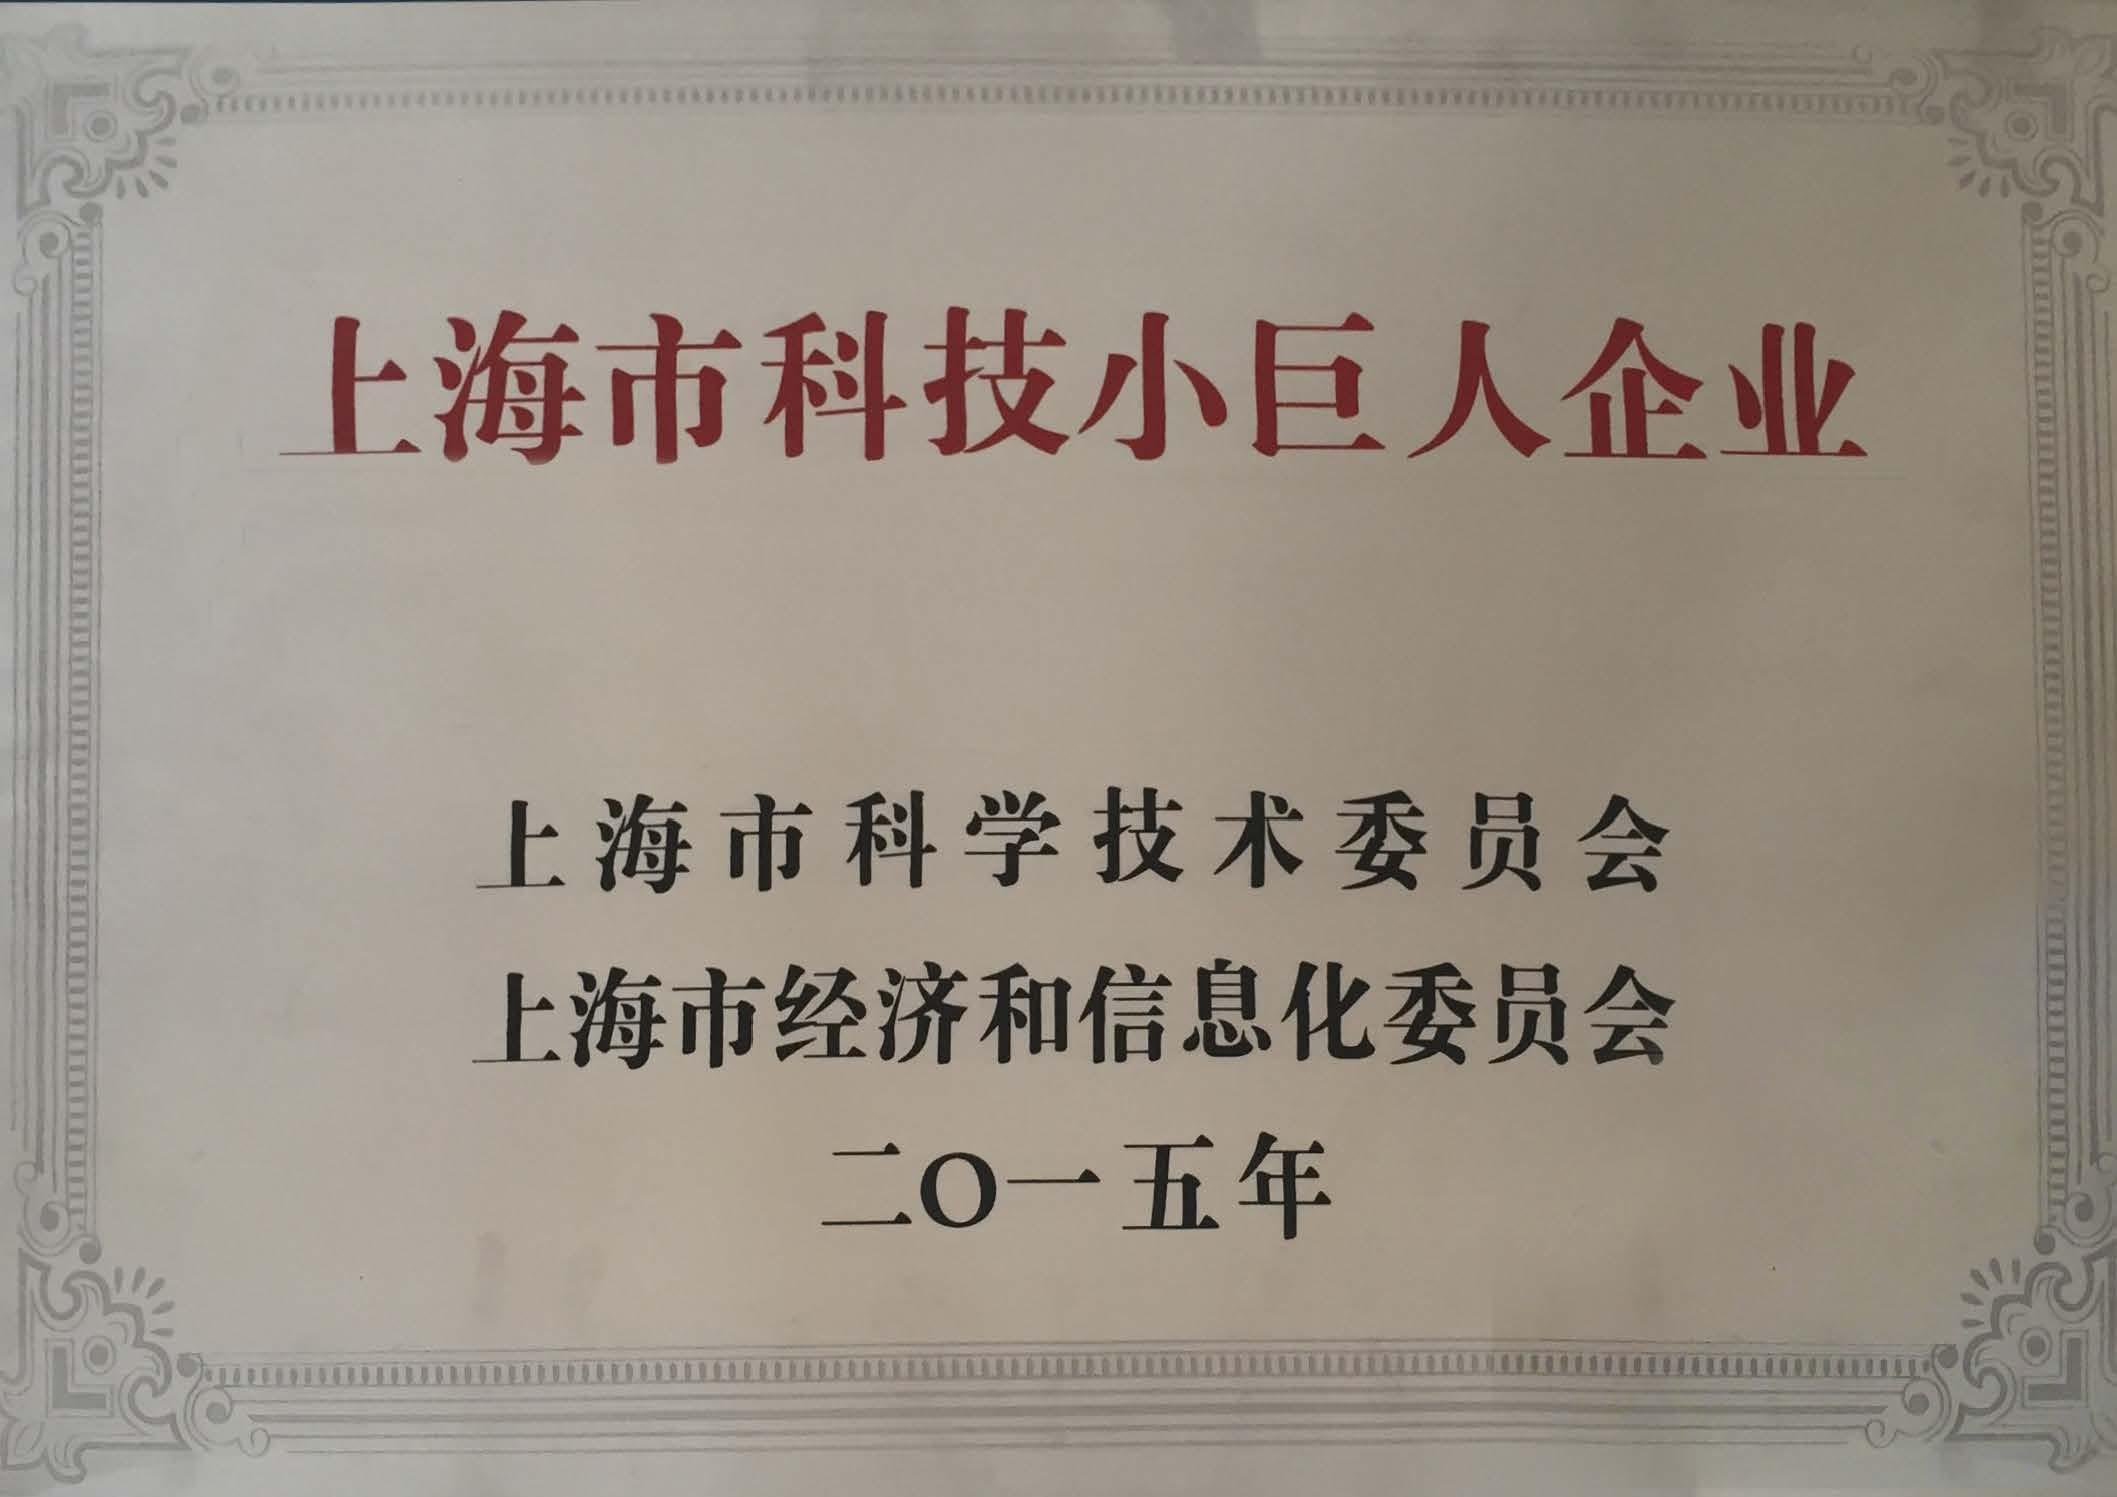 上海市科技小巨人企业
上海市科学技术委员会
上海市经济和信息化委员会
二〇一五年